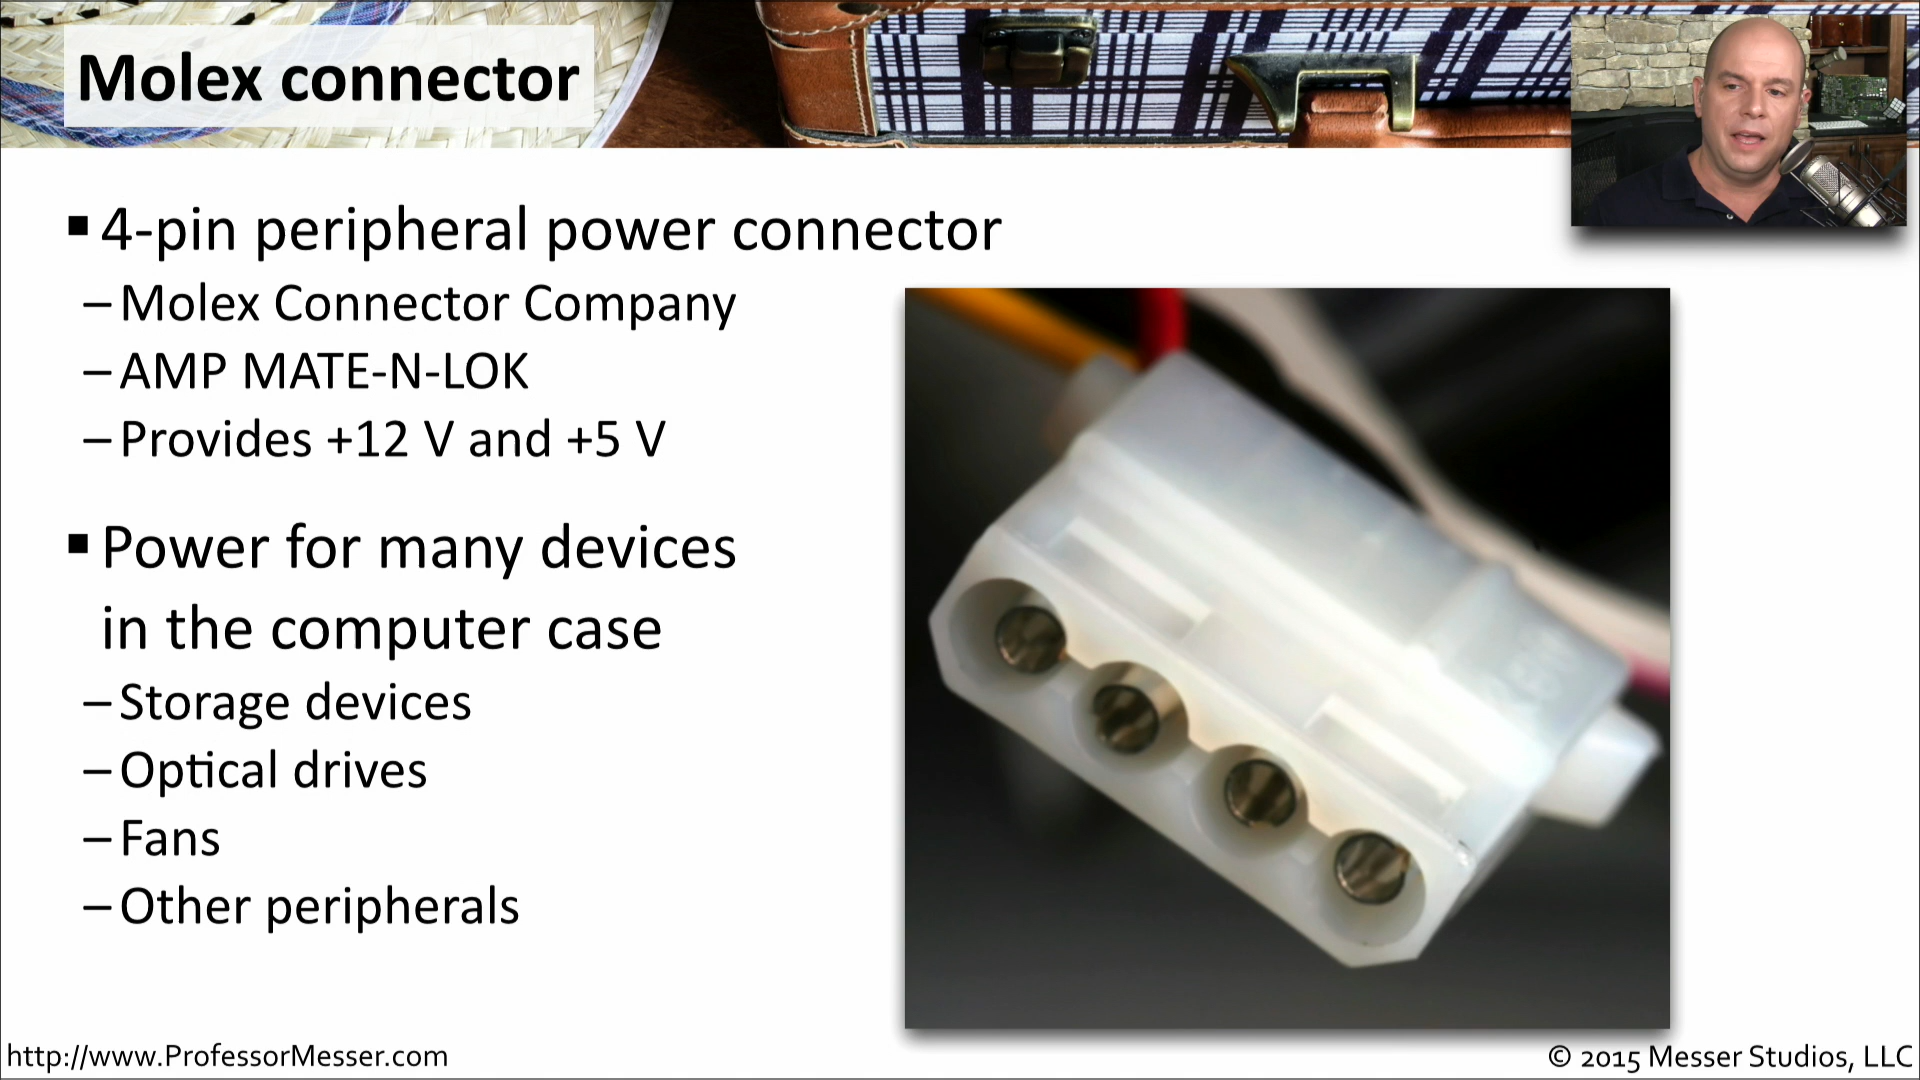 Molex connector
▪ 4-pin peripheral power connector
– Molex Connector Company
– AMP MATE-N-LOK
– Provides +12 V and +5 V
▪ Power for many devices
in the computer case
– Storage devices
– Optical drives
– Fans
– Other peripherals
http://www.ProfessorMesser.com
© 2015 Messer Studios, LLC